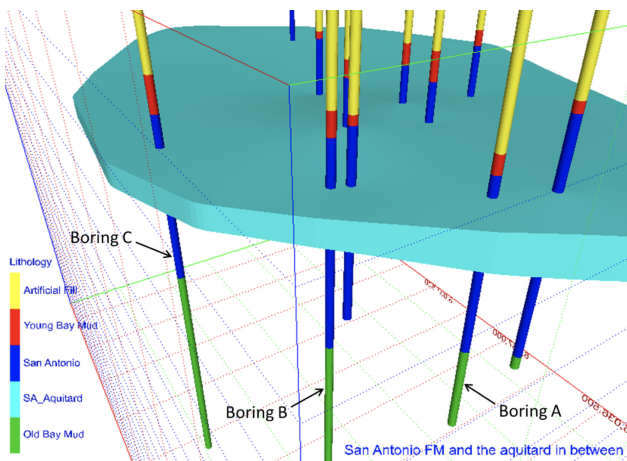 Boring C
Lithology
Artificial Fill
Young Bay Mud
San Antonio
SA_Aquitard
Old Bay Mud
Boring B
Boring A
San Antonio FM and the aquitard in between